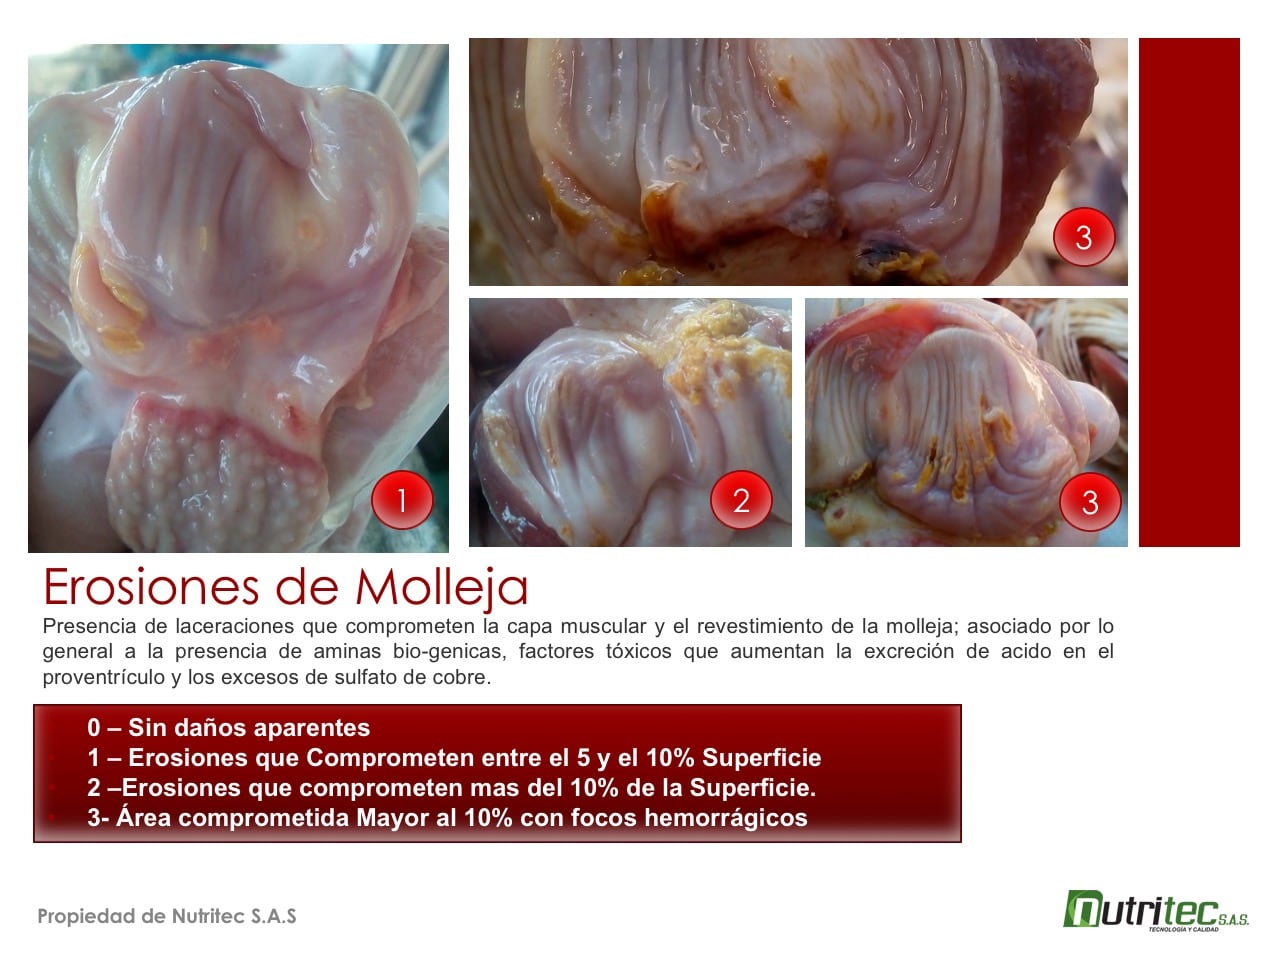 3
1
2
3
Erosiones de Molleja
Presencia de laceraciones que comprometen la capa muscular y el revestimiento de la molleja; asociado por lo
general a la presencia de aminas bio-genicas, factores tóxicos que aumentan la excreción de acido en el
proventrículo y los excesos de sulfato de cobre.
0 – Sin daños aparentes
1 – Erosiones que Comprometen entre el 5 y el 10% Superficie
2 –Erosiones que comprometen mas del 10% de la Superficie.
3- Área comprometida Mayor al 10% con focos hemorrágicos
Propiedad de Nutritec S.A.S
nutritec S.A.S.
TECNOLOGÍA Y CALIDAD